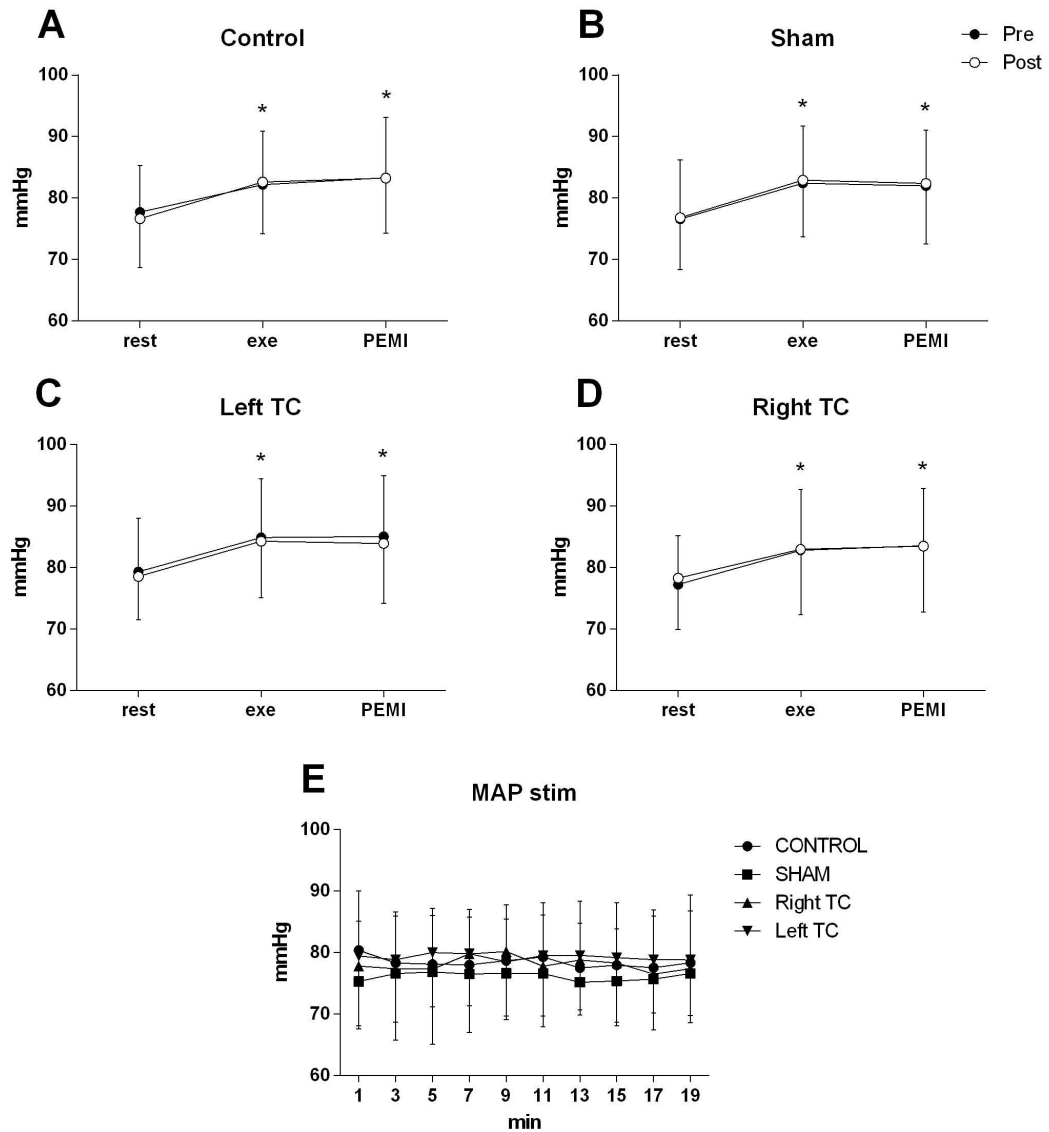 A
Control
B
Sham
Pre
Post
100
90
80
70
60
mmHg
* *
rest exe PEMI
100
90
80
70
60
mmHg
* *
rest exe PEMI
C
Left TC
D
Right TC
100
90
80
70
60
mmHg
* *
rest exe PEMI
100
90
80
70
60
mmHg
* *
rest exe PEMI
E
MAP stim
100
90
80
70
60
mmHg
CONTROL
SHAM
Right TC
Left TC
1 3 5 7 9 11 13 15 17 19
min